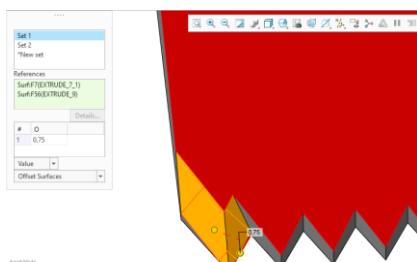 Set 1
Set 2
*New set
References
Surf:F7(EXTRUDE_7_1)
Surf:F56(EXTRUDE_9)
Details...
# O
1 0.75
Value
Offset Surfaces
0.75